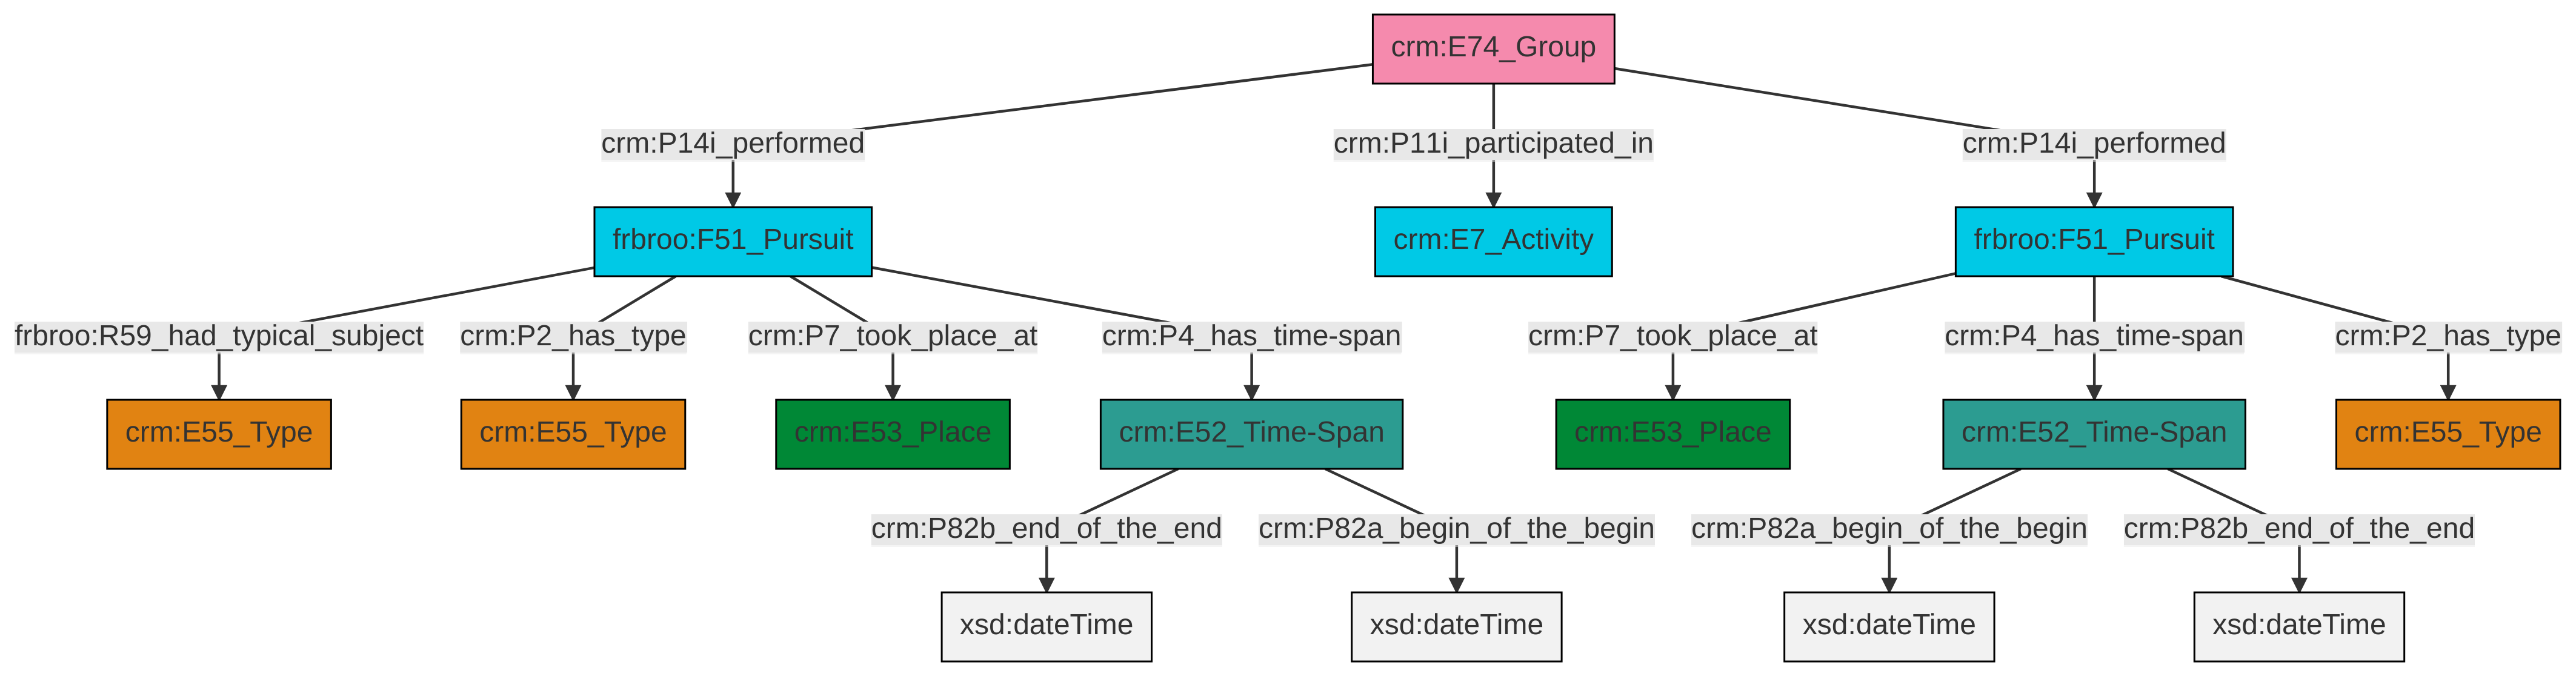 crm:E74_Group
crm:P14i_performed
crm:P11i_participated_in
crm:P14i_performed
frbroo:F51_Pursuit
crm:E7_Activity
frbroo:F51_Pursuit
frbroo:R59_had_typical_subject
crm:P2_has_type
crm:P7_took_place_at
crm:P4_has_time-span
crm:P7_took_place_at
crm:P4_has_time-span
crm:P2_has_type
crm:E55_Type
crm:E55_Type
crm:E53_Place
crm:E52_Time-Span
crm:E53_Place
crm:E52_Time-Span
crm:E55_Type
crm:P82b_end_of_the_end
crm:P82a_begin_of_the_begin
crm:P82a_begin_of_the_begin
crm:P82b_end_of_the_end
xsd:dateTime
xsd:dateTime
xsd:dateTime
xsd:dateTime